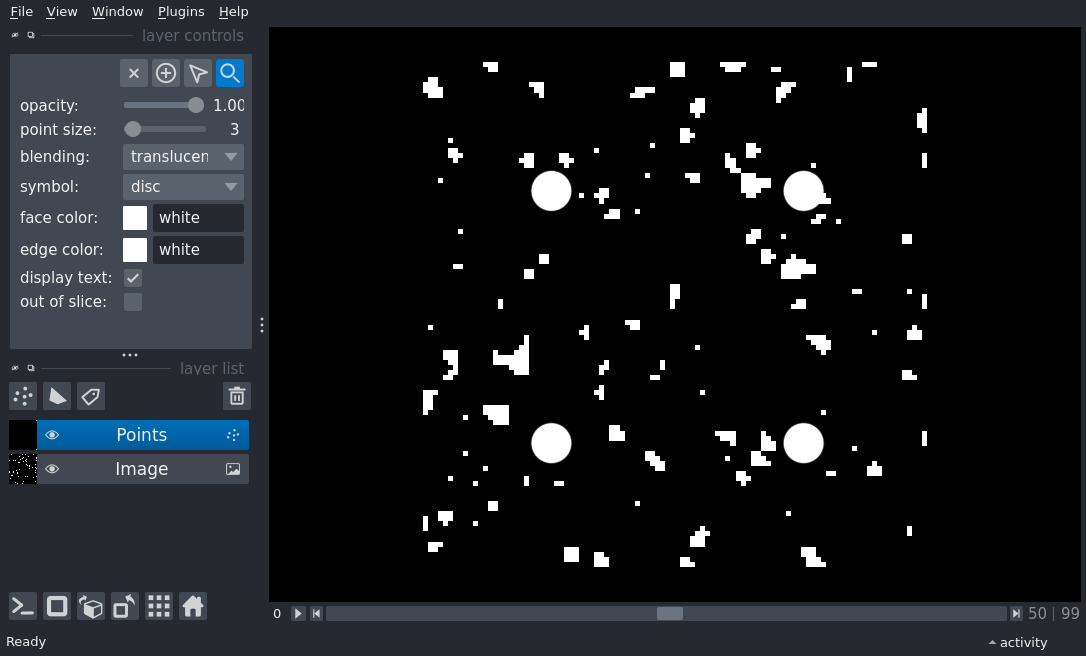 File View Window Plugins Help
layer controls
opacity: 1.00
point size: 3
blending: translucen
symbol: disc
face color: white
edge color: white
display text:
out of slice:
layer list
Points
Image
0 50 | 99
Ready activity